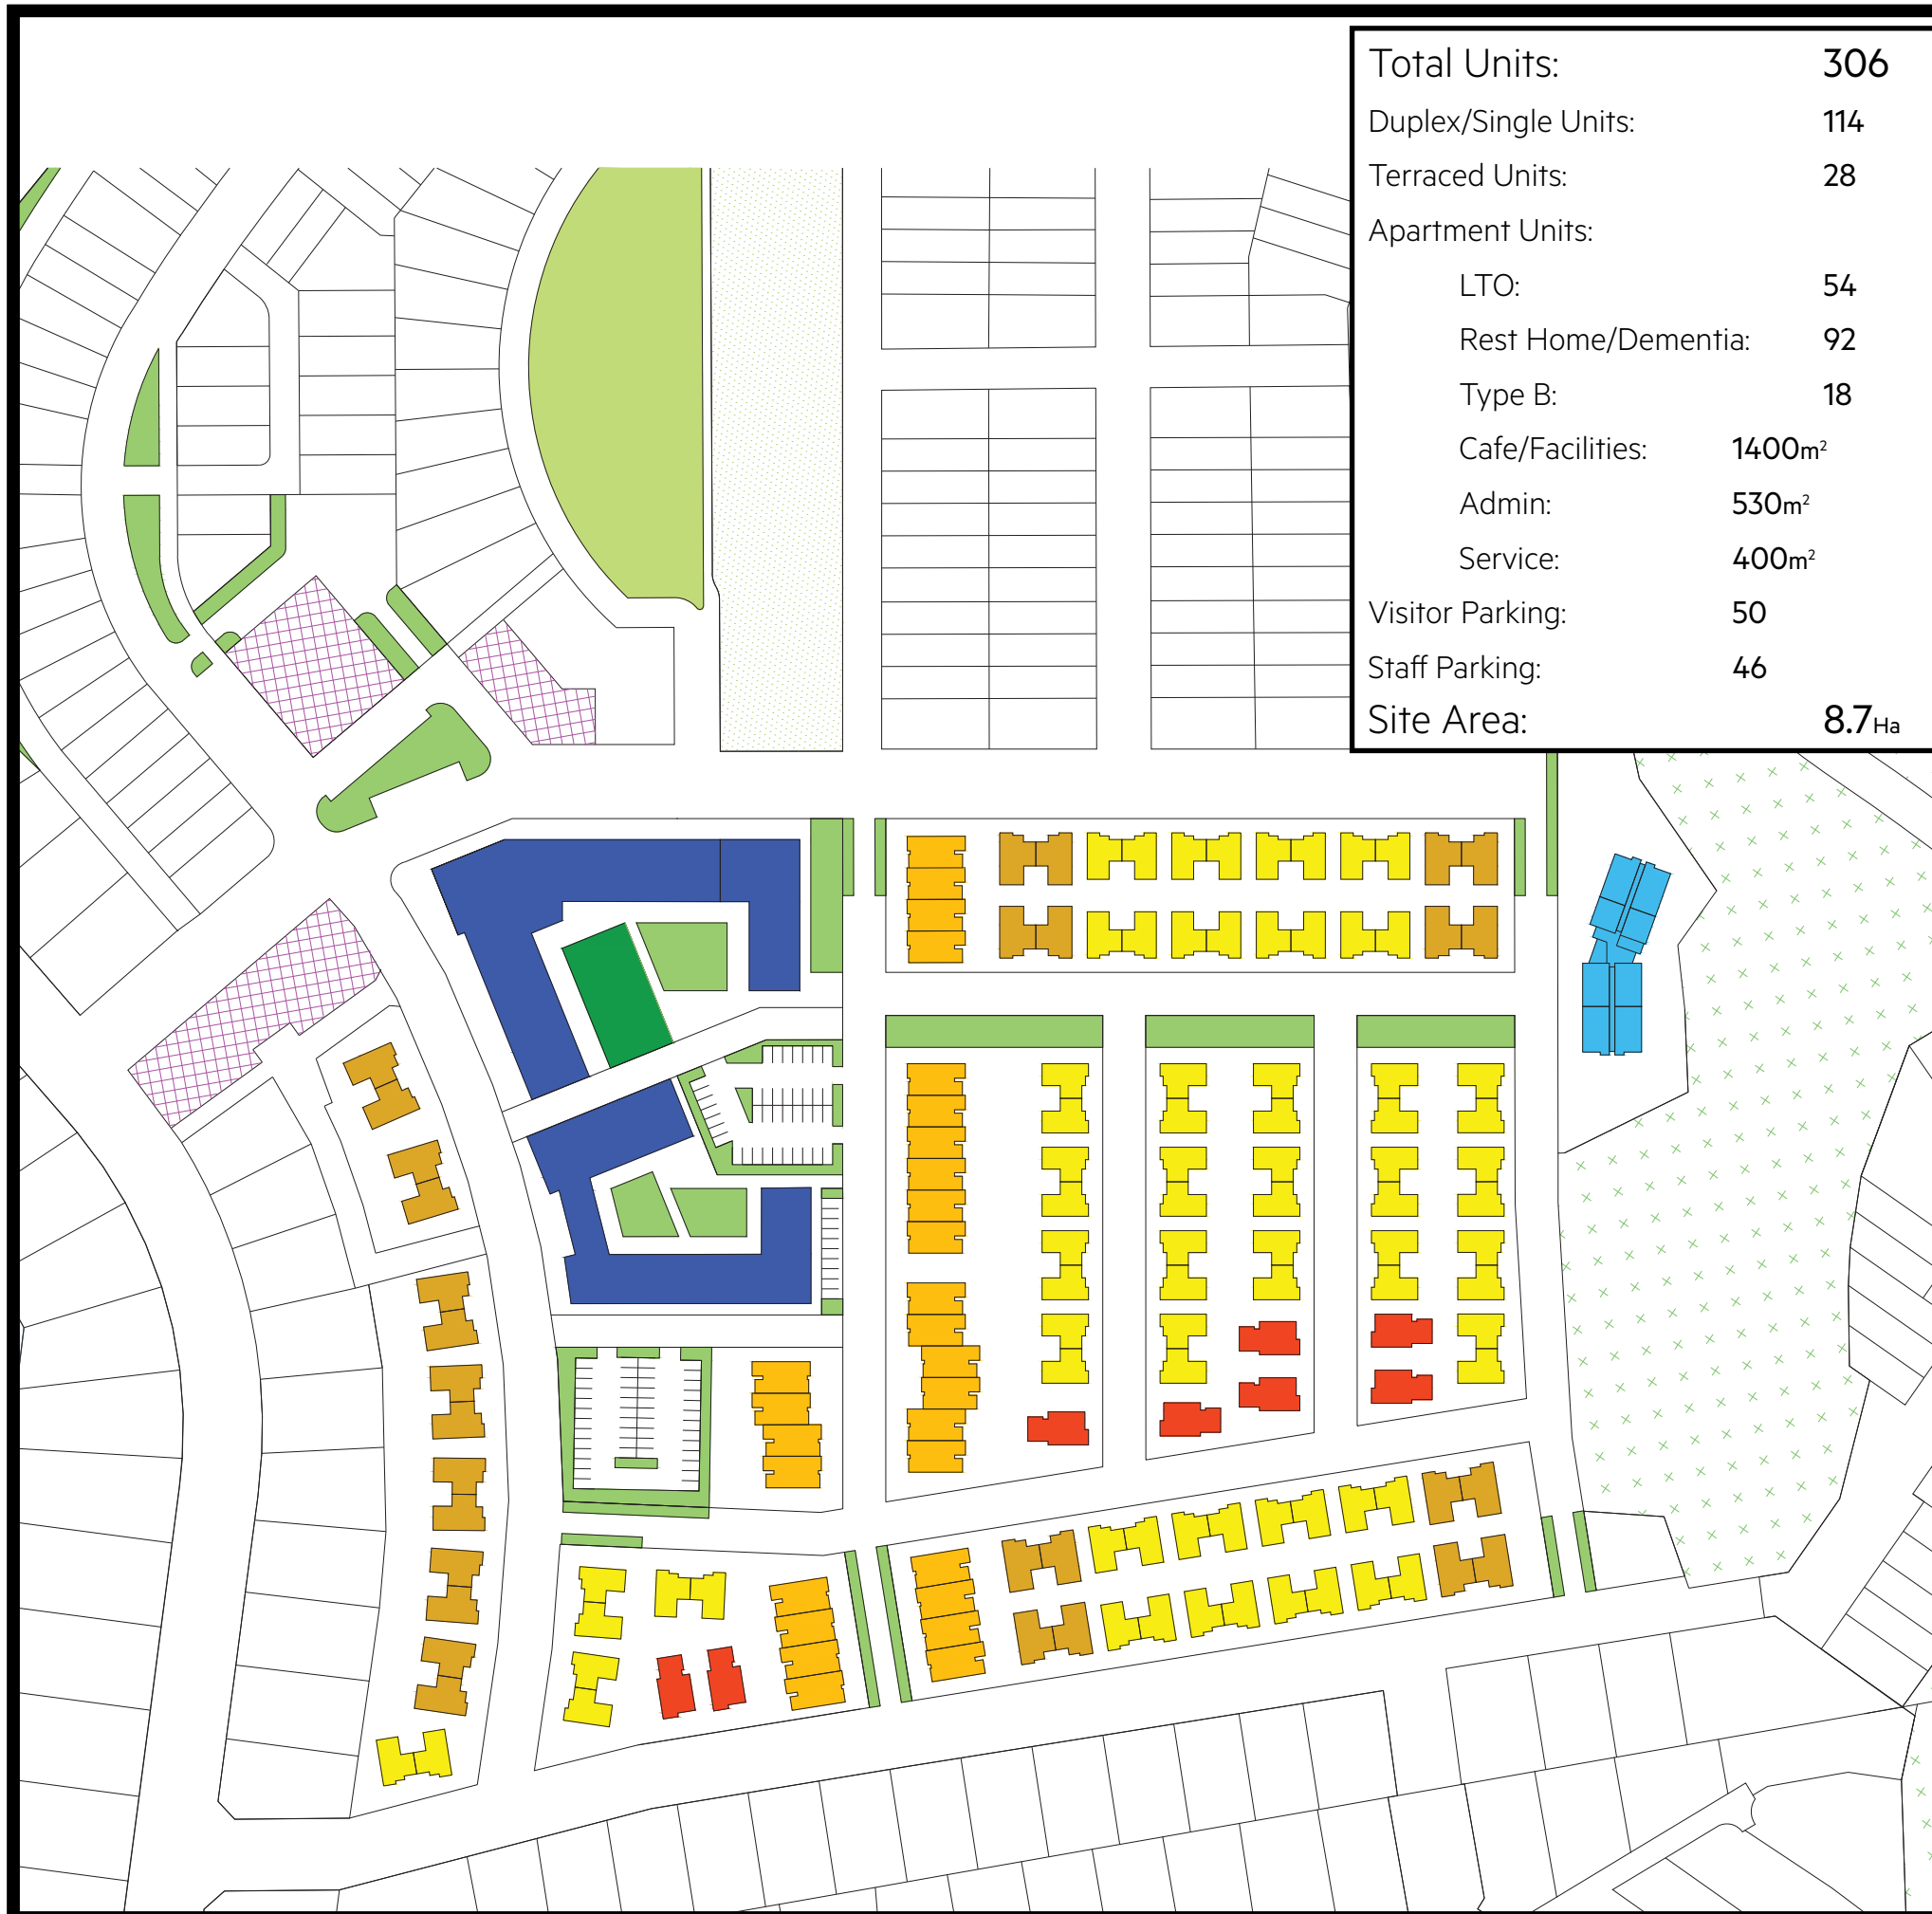 Total Units: 306
Duplex/Single Units: 114
Terraced Units: 28
Apartment Units:
LTO: 54
Rest Home/Dementia: 92
Type B: 18
Cafe/Facilities: 1400m²
Admin: 530m²
Service: 400m²
Visitor Parking: 50
Staff Parking: 46
Site Area: 8.7Ha